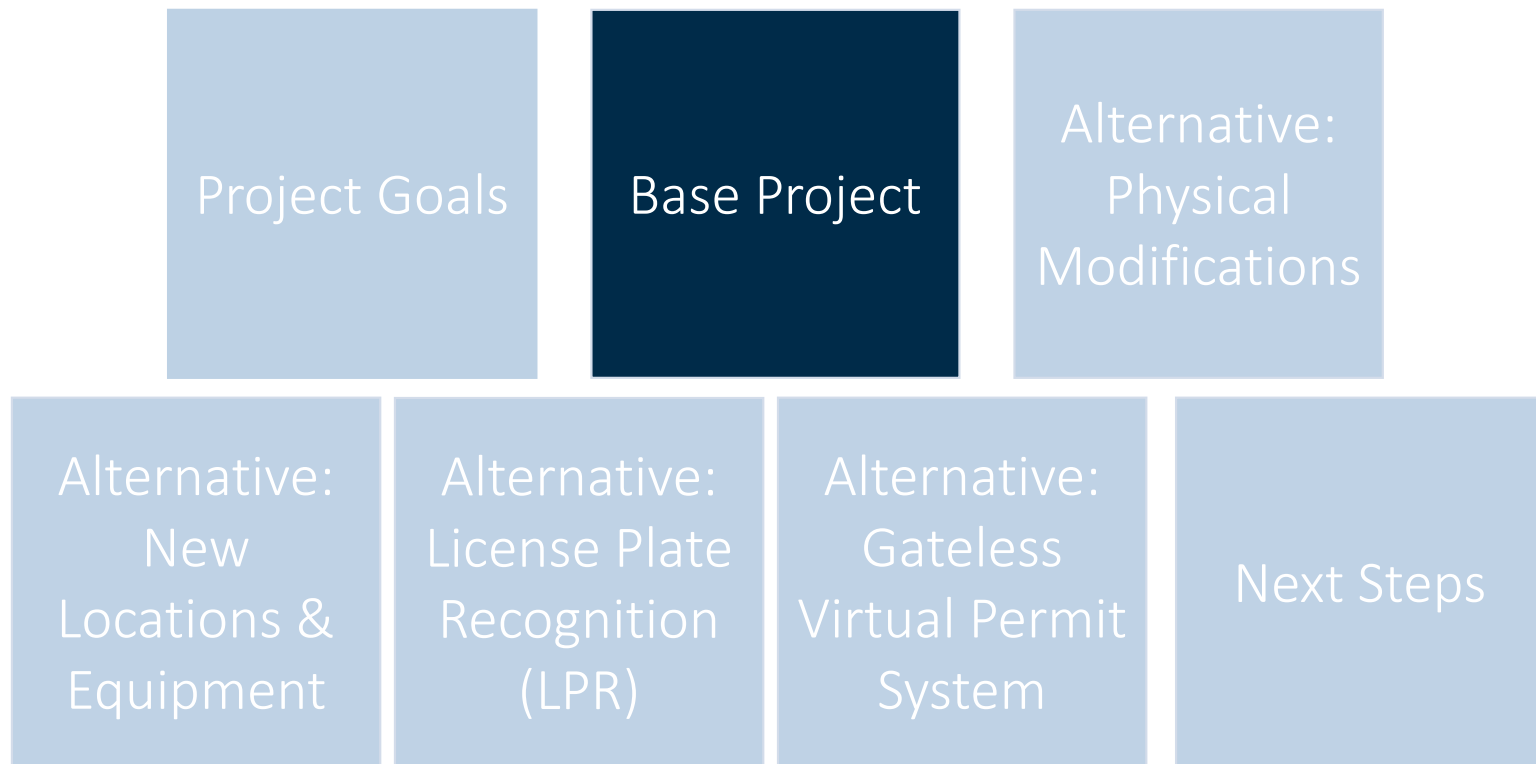 Project Goals
Base Project
Alternative:
Physical
Modifications
Alternative:
New
Locations &
Equipment
Alternative:
License Plate
Recognition
(LPR)
Alternative:
Gateless
Virtual Permit
System
Next Steps